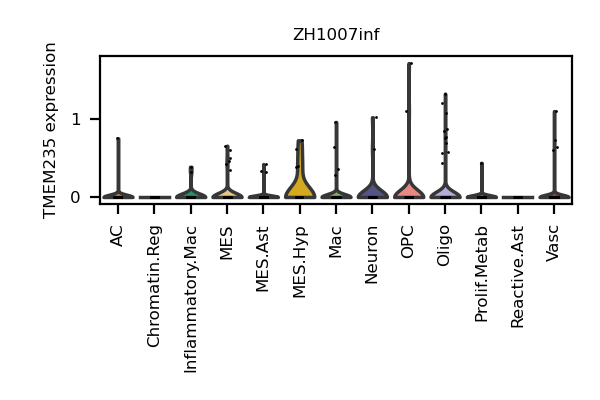 ZH1007inf
TMEM235 expression
1
0
AC
Chromatin.Reg
Inflammatory.Mac
MES
MES.Ast
MES.Hyp
Mac
Neuron
OPC
Oligo
Prolif.Metab
Reactive.Ast
Vasc